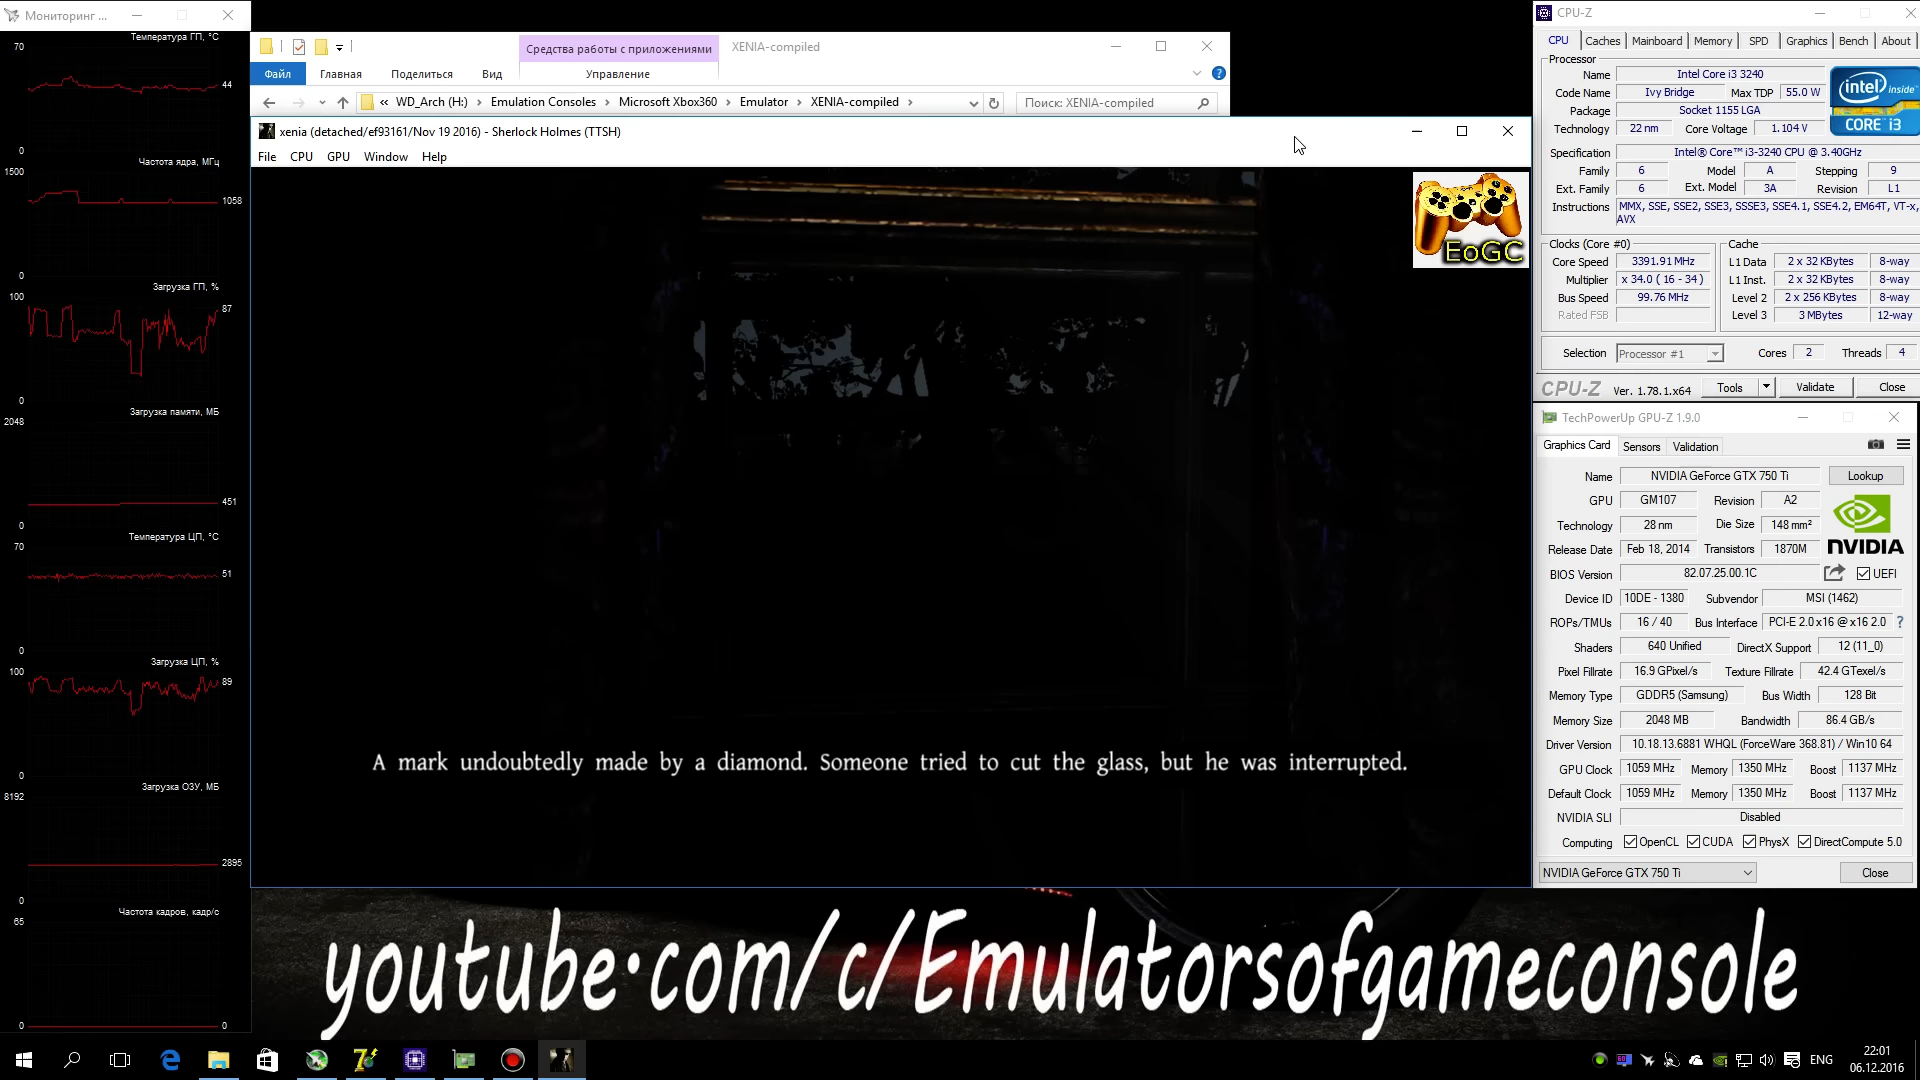 Мониторинг ...
Температура ГП, °C
70
44
0
Частота ядра, МГц
1500
1058
0
Загрузка ГП, %
100
87
0
Загрузка памяти, МБ
2048
451
0
Температура ЦП, °C
70
51
0
Загрузка ЦП, %
100
89
0
Загрузка ОЗУ, МБ
8192
2895
0
Частота кадров, кадр/с
65
0
0
Средства работы с приложениями
XENIA-compiled
Файл
Главная
Поделиться
Вид
Управление
« WD_Arch (H:) Emulation Consoles Microsoft Xbox360 Emulator XENIA-compiled
Поиск: XENIA-compiled
xenia (detached/ef93161/Nov 19 2016) - Sherlock Holmes (TTSH)
File CPU GPU Window Help
EoGC
A mark undoubtedly made by a diamond. Someone tried to cut the glass, but he was interrupted.
CPU-Z
CPU Caches Mainboard Memory SPD Graphics Bench About
Processor
Name Intel Core i3 3240
Code Name Ivy Bridge Max TDP 55.0 W
Package Socket 1155 LGA
Technology 22 nm Core Voltage 1.104 V
intel inside™
CORE i3
Specification Intel® Core™ i3-3240 CPU @ 3.40GHz
Family 6 Model A Stepping 9
Ext. Family 6 Ext. Model 3A Revision L1
Instructions MMX, SSE, SSE2, SSE3, SSSE3, SSE4.1, SSE4.2, EM64T, VT-x,
AVX
Clocks (Core #0)
Core Speed 3391.91 MHz
Multiplier x 34.0 ( 16 - 34 )
Bus Speed 99.76 MHz
Rated FSB
Cache
L1 Data 2 x 32 KBytes 8-way
L1 Inst. 2 x 32 KBytes 8-way
Level 2 2 x 256 KBytes 8-way
Level 3 3 MBytes 12-way
Selection Processor #1 Cores 2 Threads 4
CPU-Z Ver. 1.78.1.x64 Tools Validate Close
TechPowerUp GPU-Z 1.9.0
Graphics Card Sensors Validation
Name NVIDIA GeForce GTX 750 Ti Lookup
GPU GM107 Revision A2
Technology 28 nm Die Size 148 mm²
Release Date Feb 18, 2014 Transistors 1870M
NVIDIA
BIOS Version 82.07.25.00.1C UEFI
Device ID 10DE - 1380 Subvendor MSI (1462)
ROPs/TMUs 16 / 40 Bus Interface PCI-E 2.0 x16 @ x16 2.0 ?
Shaders 640 Unified DirectX Support 12 (11_0)
Pixel Fillrate 16.9 GPixel/s Texture Fillrate 42.4 GTexel/s
Memory Type GDDR5 (Samsung) Bus Width 128 Bit
Memory Size 2048 MB Bandwidth 86.4 GB/s
Driver Version 10.18.13.6881 WHQL (ForceWare 368.81) / Win10 64
GPU Clock 1059 MHz Memory 1350 MHz Boost 1137 MHz
Default Clock 1059 MHz Memory 1350 MHz Boost 1137 MHz
NVIDIA SLI Disabled
Computing OpenCL CUDA PhysX DirectCompute 5.0
NVIDIA GeForce GTX 750 Ti Close
youtube.com/c/Emulatorsofgameconsole
ENG
22:01
06.12.2016